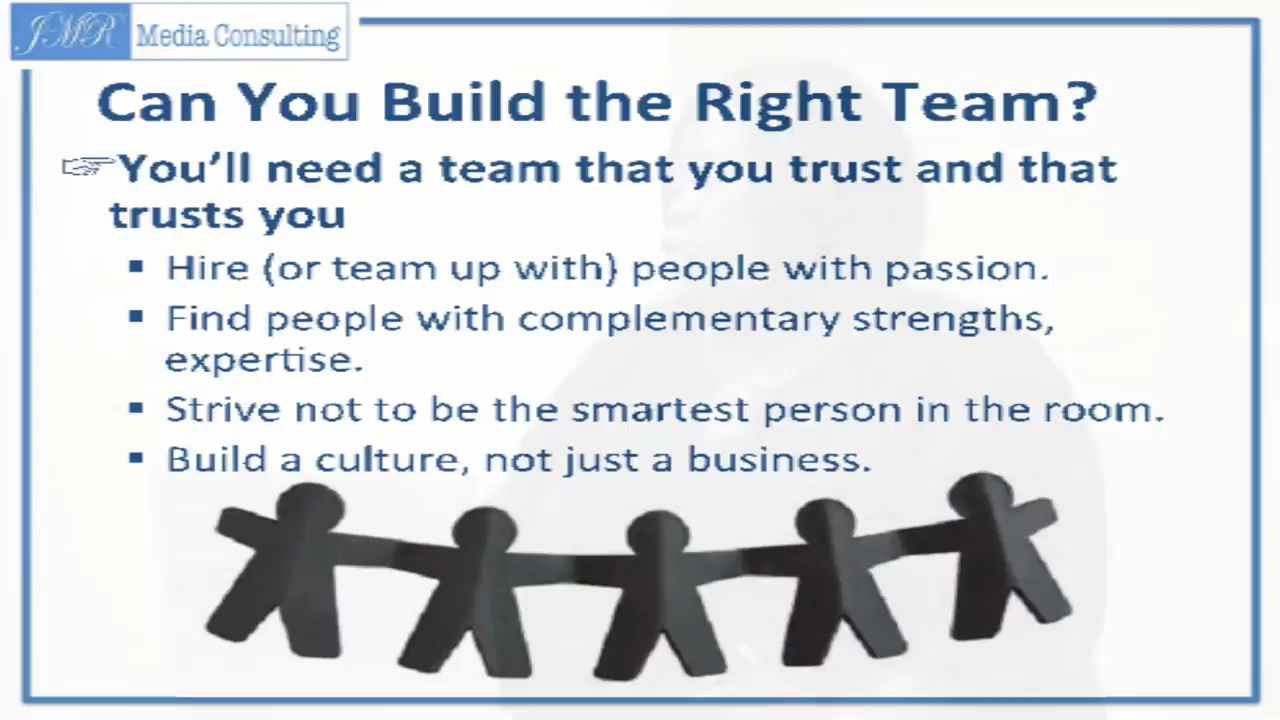 JMR Media Consulting
Can You Build the Right Team?
☞You'll need a team that you trust and that
trusts you
▪ Hire (or team up with) people with passion.
▪ Find people with complementary strengths,
expertise.
▪ Strive not to be the smartest person in the room.
▪ Build a culture, not just a business.